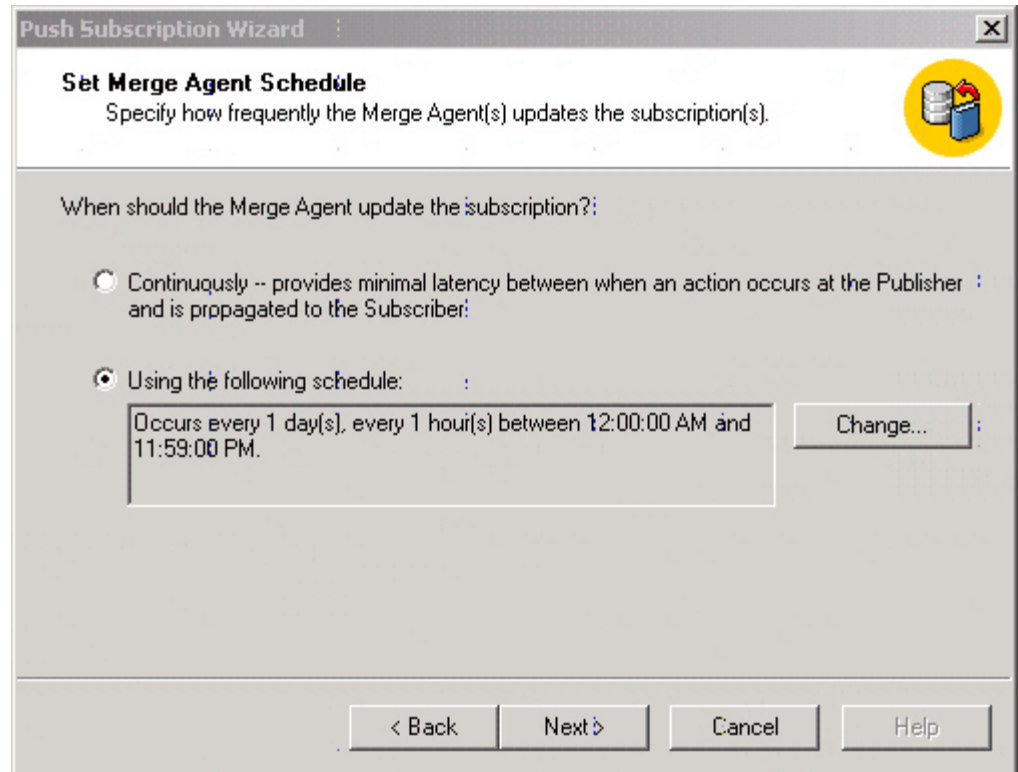 Push Subscription Wizard
Set Merge Agent Schedule
Specify how frequently the Merge Agent(s) updates the subscription(s).
When should the Merge Agent update the subscription?
Continuously -- provides minimal latency between when an action occurs at the Publisher
and is propagated to the Subscriber.
Using the following schedule:
Occurs every 1 day(s), every 1 hour(s) between 12:00:00 AM and
11:59:00 PM.
Change...
< Back
Next >
Cancel
Help